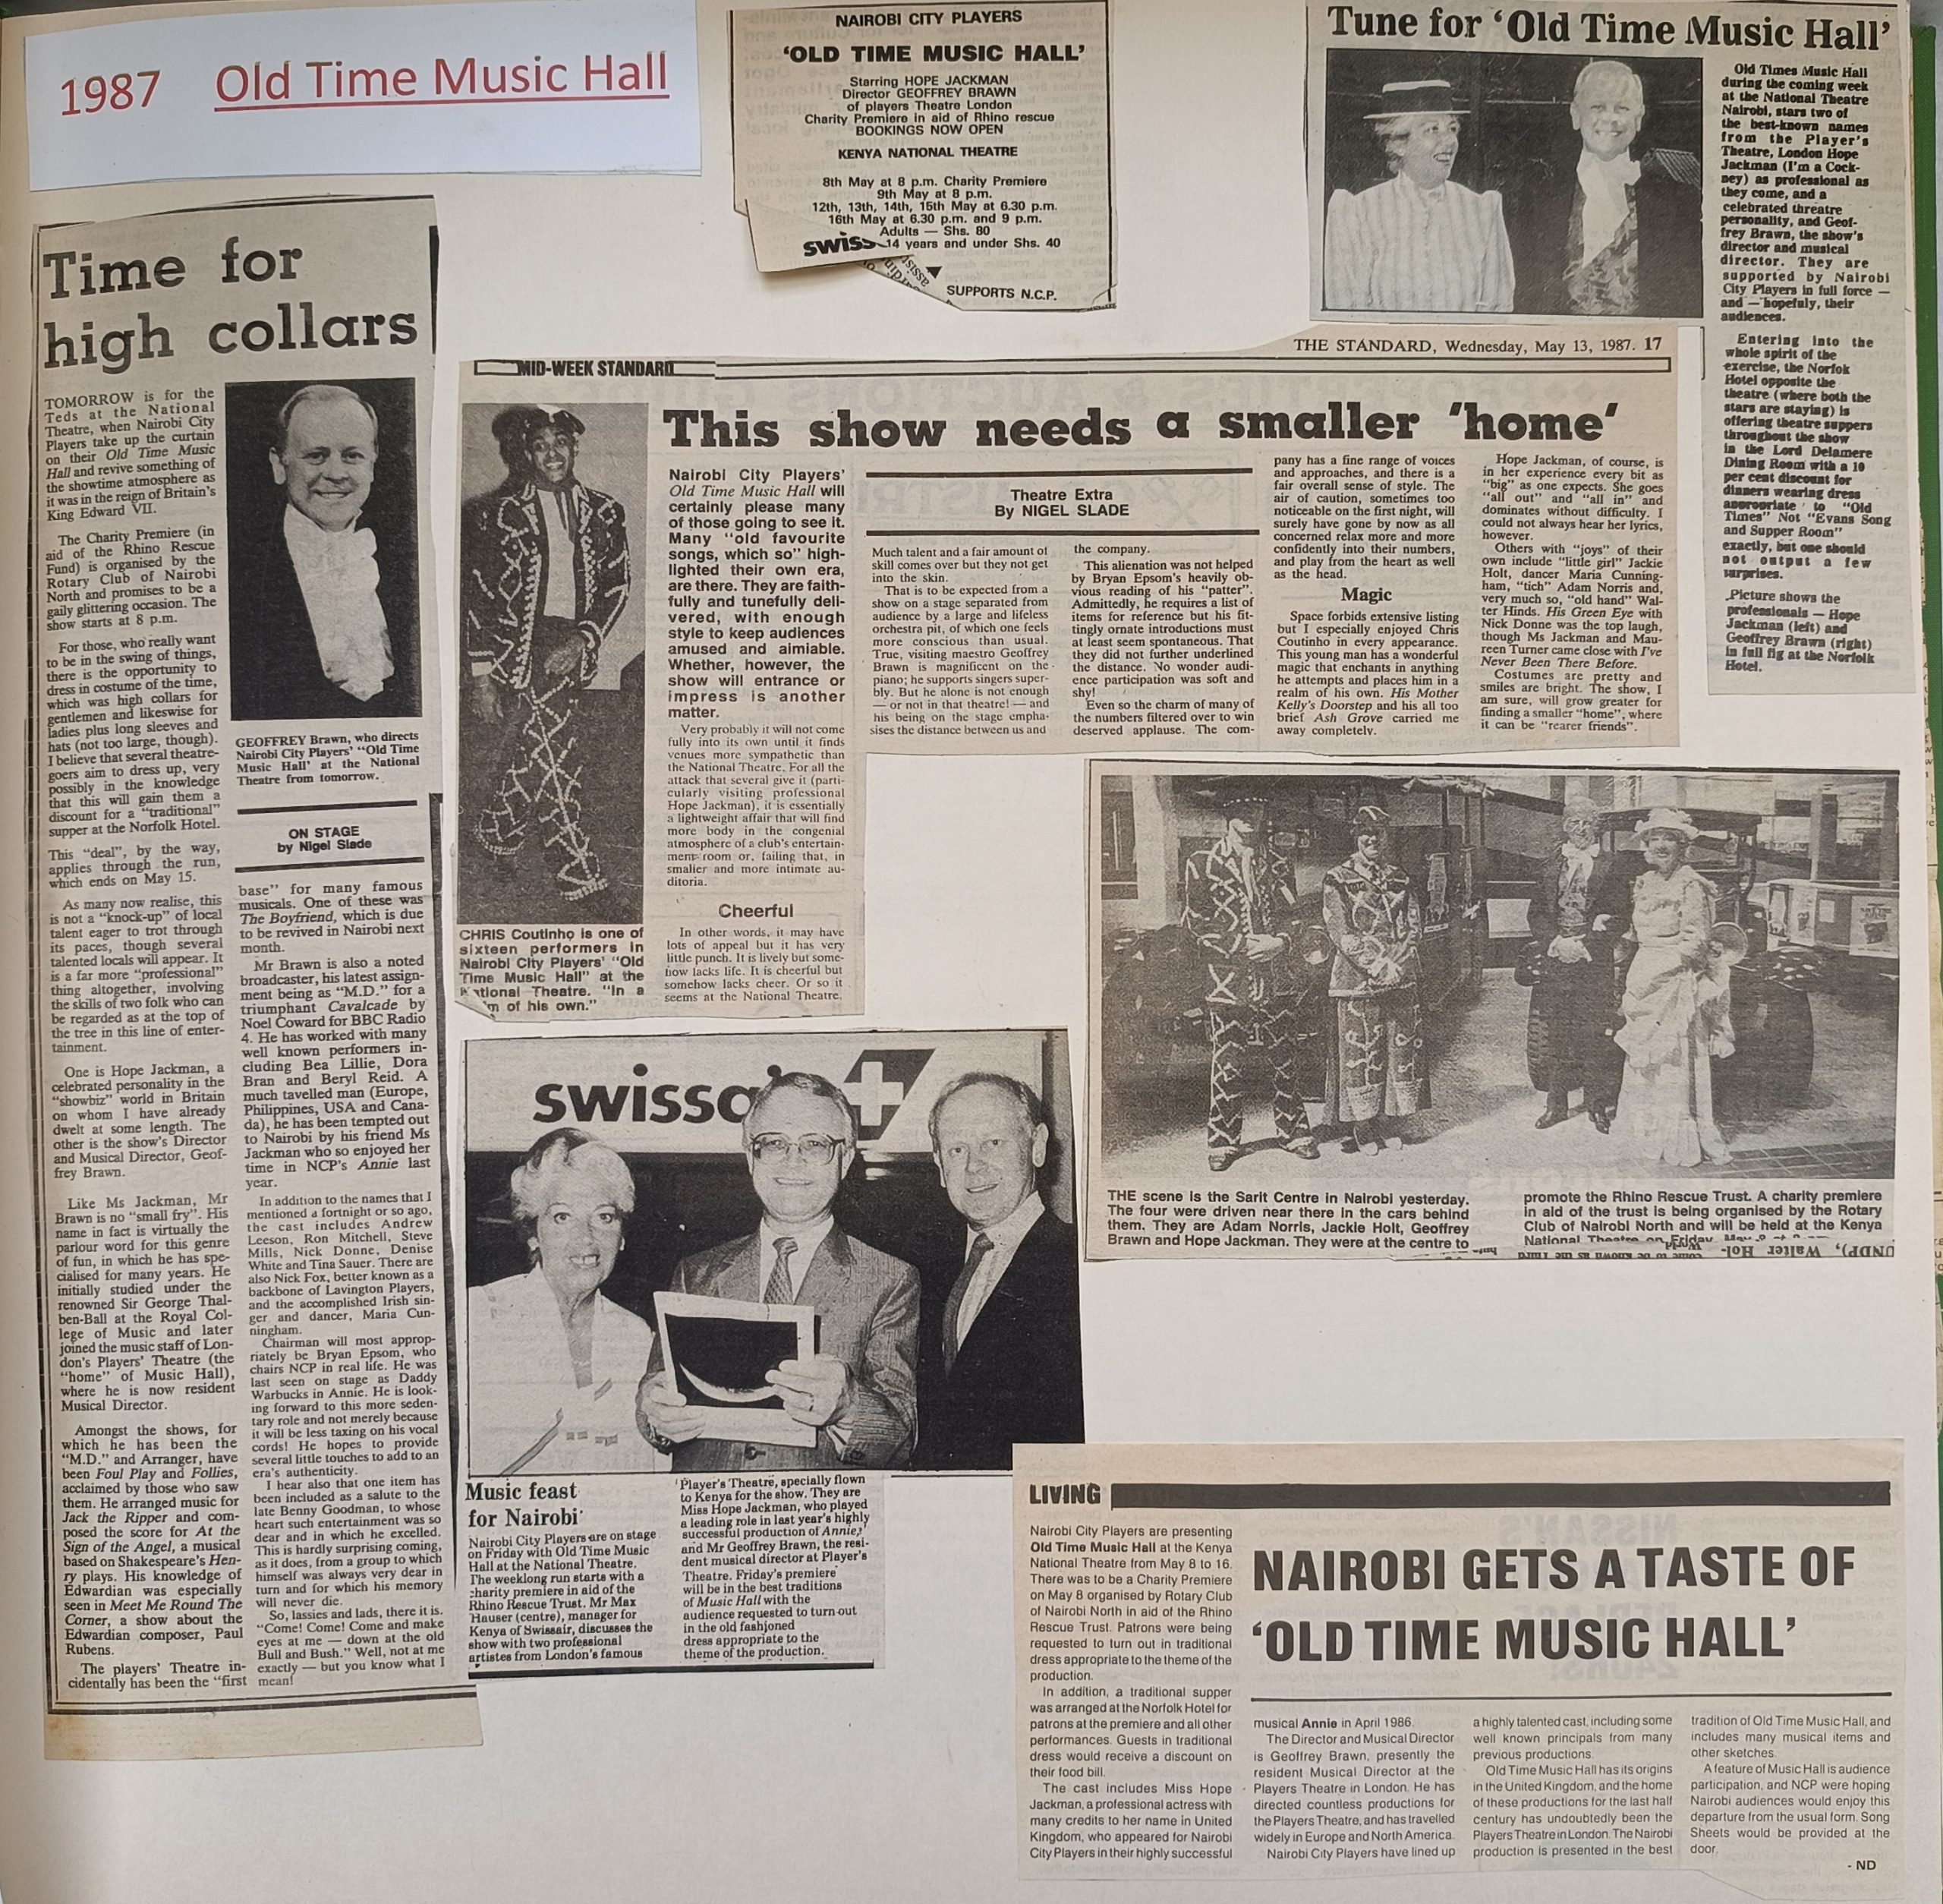 1987 Old Time Music Hall
NAIROBI CITY PLAYERS
'OLD TIME MUSIC HALL'
Starring HOPE JACKMAN
Director GEOFFREY BRAWN
of players Theatre London
Charity Premiere in aid of Rhino rescue
BOOKINGS NOW OPEN
KENYA NATIONAL THEATRE
8th May at 8 p.m. Charity Premiere
9th May at 8 p.m.
12th, 13th, 14th, 15th May at 6.30 p.m.
16th May at 6.30 p.m. and 9 p.m.
Adults — Shs. 80
14 years and under Shs. 40
swiss
SUPPORTS N.C.P.
Tune for 'Old Time Music Hall'
Old Times Music Hall
during the coming week
at the National Theatre
Nairobi, stars two of
the best-known names
from the Player's
Theatre, London Hope
Jackman (I'm a Cock-
ney) as professional as
they come, and a
celebrated threatre
personality, and Geof-
frey Brawn, the show's
director and musical
director. They are
supported by Nairobi
City Players in full force —
and — hopefuly, their
audiences.
Entering into the
whole spirit of the
exercise, the Norfok
Hotel opposite the
theatre (where both the
stars are staying) is
offering theatre suppers
throughout the show
in the Lord Delamere
Dining Room with a 10
per cent discount for
dinners wearing dress
appropriate to "Old
Times" Not "Evans Song
and Supper Room"
exactly, but one should
not output a few
surprises.
Picture shows the
professionals — Hope
Jackman (left) and
Geoffrey Brawn (right)
in full fig at the Norfolk
Hotel.
Time for
high collars
TOMORROW is for the
Teds at the National
Theatre, when Nairobi City
Players take up the curtain
on their Old Time Music
Hall and revive something of
the showtime atmosphere as
it was in the reign of Britain's
King Edward VII.
The Charity Premiere (in
aid of the Rhino Rescue
Fund) is organised by the
Rotary Club of Nairobi
North and promises to be a
gaily glittering occasion. The
show starts at 8 p.m.
For those, who really want
to be in the swing of things,
there is the opportunity to
dress in costume of the time,
which was high collars for
gentlemen and likewise for
ladies plus long sleeves and
hats (not too large, though).
I believe that several theatre-
goers aim to dress up, very
possibly in the knowledge
that this will gain them a
discount for a "traditional"
supper at the Norfolk Hotel.
This "deal", by the way,
applies through the run,
which ends on May 15.
As many now realise, this
is not a "knock-up" of local
talent eager to trot through
its paces, though several
talented locals will appear. It
is a far more "professional"
thing altogether, involving
the skills of two folk who can
be regarded as at the top of
the tree in this line of enter-
tainment.
One is Hope Jackman, a
celebrated personality in the
"showbiz" world in Britain
on whom I have already
dwelt at some length. The
other is the show's Director
and Musical Director, Geof-
frey Brawn.
Like Ms Jackman, Mr
Brawn is no "small fry". His
name in fact is virtually the
parlour word for this genre
of fun, in which he has spe-
cialised for many years. He
initially studied under the
renowned Sir George Thal-
ben-Ball at the Royal Col-
lege of Music and later
joined the music staff of Lon-
don's Players' Theatre (the
"home" of Music Hall),
where he is now resident
Musical Director.
Amongst the shows, for
which he has been the
"M.D." and Arranger, have
been Foul Play and Follies,
acclaimed by those who saw
them. He arranged music for
Jack the Ripper and com-
posed the score for At the
Sign of the Angel, a musical
based on Shakespeare's Hen-
ry plays. His knowledge of
Edwardian was especially
seen in Meet Me Round The
Corner, a show about the
Edwardian composer, Paul
Rubens.
The players' Theatre in-
cidentally has been the "first
GEOFFREY Brawn, who directs
Nairobi City Players' "Old Time
Music Hall' at the National
Theatre from tomorrow.
ON STAGE
by Nigel Slade
base" for many famous
musicals. One of these was
The Boyfriend, which is due
to be revived in Nairobi next
month.
Mr Brawn is also a noted
broadcaster, his latest assign-
ment being as "M.D." for a
triumphant Cavalcade by
Noel Coward for BBC Radio
4. He has worked with many
well known performers in-
cluding Bea Lillie, Dora
Bran and Beryl Reid. A
much tavelled man (Europe,
Philippines, USA and Cana-
da), he has been tempted out
to Nairobi by his friend Ms
Jackman who so enjoyed her
time in NCP's Annie last
year.
In addition to the names that I
mentioned a fortnight or so ago,
the cast includes Andrew
Leeson, Ron Mitchell, Steve
Mills, Nick Donne, Denise
White and Tina Sauer. There are
also Nick Fox, better known as a
backbone of Lavington Players,
and the accomplished Irish sin-
ger and dancer, Maria Cun-
ningham.
Chairman will most approp-
riately be Bryan Epsom, who
chairs NCP in real life. He was
last seen on stage as Daddy
Warbucks in Annie. He is look-
ing forward to this more seden-
tary role and not merely because
it will be less taxing on his vocal
cords! He hopes to provide
several little touches to add to an
era's authenticity.
I hear also that one item has
been included as a salute to the
late Benny Goodman, to whose
heart such entertainment was so
dear and in which he excelled.
This is hardly surprising coming,
as it does, from a group to which
himself was always very dear in
turn and for which his memory
will never die.
So, lassies and lads, there it is.
"Come! Come! Come and make
eyes at me — down at the old
Bull and Bush." Well, not at me
exactly — but you know what I
mean!
THE STANDARD, Wednesday, May 13, 1987. 17
MID-WEEK STANDARD
This show needs a smaller 'home'
CHRIS Coutinho is one of
sixteen performers in
Nairobi City Players' "Old
Time Music Hall" at the
National Theatre. "In a
of his own."
Nairobi City Players'
Old Time Music Hall will
certainly please many
of those going to see it.
Many "old favourite
songs, which so" high-
lighted their own era,
are there. They are faith-
fully and tunefully deli-
vered, with enough
style to keep audiences
amused and aimiable.
Whether, however, the
show will entrance or
impress is another
matter.
Very probably it will not come
fully into its own until it finds
venues more sympathetic than
the National Theatre. For all the
attack that several give it (parti-
cularly visiting professional
Hope Jackman), it is essentially
a lightweight affair that will find
more body in the congenial
atmosphere of a club's entertain-
ment room or, failing that, in
smaller and more intimate au-
ditoria.
Cheerful
In other words, it may have
lots of appeal but it has very
little punch. It is lively but some-
how lacks life. It is cheerful but
somehow lacks cheer. Or so it
seems at the National Theatre.
Theatre Extra
By NIGEL SLADE
Much talent and a fair amount of
skill comes over but they not get
into the skin.
That is to be expected from a
show on a stage separated from
audience by a large and lifeless
orchestra pit, of which one feels
more conscious than usual.
True, visiting maestro Geoffrey
Brawn is magnificent on the
piano; he supports singers super-
bly. But he alone is not enough
— or not in that theatre! — and
his being on the stage empha-
sises the distance between us and
the company.
This alienation was not helped
by Bryan Epsom's heavily ob-
vious reading of his "patter".
Admittedly, he requires a list of
items for reference but his fit-
tingly ornate introductions must
at least seem spontaneous. That
they did not further underlined
the distance. No wonder audi-
ence participation was soft and
shy!
Even so the charm of many of
the numbers filtered over to win
deserved applause. The com-
pany has a fine range of voices
and approaches, and there is a
fair overall sense of style. The
air of caution, sometimes too
noticeable on the first night, will
surely have gone by now as all
concerned relax more and more
confidently into their numbers,
and play from the heart as well
as the head.
Magic
Space forbids extensive listing
but I especially enjoyed Chris
Coutinho in every appearance.
This young man has a wonderful
magic that enchants in anything
he attempts and places him in a
realm of his own. His Mother
Kelly's Doorstep and his all too
brief Ash Grove carried me
away completely.
Hope Jackman, of course, is
in her experience every bit as
"big" as one expects. She goes
"all out" and "all in" and
dominates without difficulty. I
could not always hear her lyrics,
however.
Others with "joys" of their
own include "little girl" Jackie
Holt, dancer Maria Cunning-
ham, "tich" Adam Norris and,
very much so, "old hand" Wal-
ter Hinds. His Green Eye with
Nick Donne was the top laugh,
though Ms Jackman and Mau-
reen Turner came close with I've
Never Been There Before.
Costumes are pretty and
smiles are bright. The show, I
am sure, will grow greater for
finding a smaller "home", where
it can be "rearer friends".
THE scene is the Sarit Centre in Nairobi yesterday.
The four were driven near there in the cars behind
them. They are Adam Norris, Jackie Holt, Geoffrey
Brawn and Hope Jackman. They were at the centre to
promote the Rhino Rescue Trust. A charity premiere
in aid of the trust is being organised by the Rotary
Club of Nairobi North and will be held at the Kenya
National Theatre on Friday,
UNDP), Walter Hol-
swissa
Music feast
for Nairobi
Nairobi City Players are on stage
on Friday with Old Time Music
Hall at the National Theatre.
The weeklong run starts with a
charity premiere in aid of the
Rhino Rescue Trust. Mr Max
Hauser (centre), manager for
Kenya of Swissair, discusses the
show with two professional
artistes from London's famous
Player's Theatre, specially flown
to Kenya for the show. They are
Miss Hope Jackman, who played
a leading role in last year's highly
successful production of Annie,
and Mr Geoffrey Brawn, the resi-
dent musical director at Player's
Theatre. Friday's premiere
will be in the best traditions
of Music Hall with the
audience requested to turn out
in the old fashjoned
dress appropriate to the
theme of the production.
LIVING
NAIROBI GETS A TASTE OF
'OLD TIME MUSIC HALL'
Nairobi City Players are presenting
Old Time Music Hall at the Kenya
National Theatre from May 8 to 16.
There was to be a Charity Premiere
on May 8 organised by Rotary Club
of Nairobi North in aid of the Rhino
Rescue Trust. Patrons were being
requested to turn out in traditional
dress appropriate to the theme of the
production.
In addition, a traditional supper
was arranged at the Norfolk Hotel for
patrons at the premiere and all other
performances. Guests in traditional
dress would receive a discount on
their food bill.
The cast includes Miss Hope
Jackman, a professional actress with
many credits to her name in United
Kingdom, who appeared for Nairobi
City Players in their highly successful
musical Annie in April 1986.
The Director and Musical Director
is Geoffrey Brawn, presently the
resident Musical Director at the
Players Theatre in London. He has
directed countless productions for
the Players Theatre, and has travelled
widely in Europe and North America.
Nairobi City Players have lined up
a highly talented cast, including some
well known principals from many
previous productions.
Old Time Music Hall has its origins
in the United Kingdom, and the home
of these productions for the last half
century has undoubtedly been the
Players Theatre in London. The Nairobi
production is presented in the best
tradition of Old Time Music Hall, and
includes many musical items and
other sketches.
A feature of Music Hall is audience
participation, and NCP were hoping
Nairobi audiences would enjoy this
departure from the usual form. Song
Sheets would be provided at the
door.
- ND